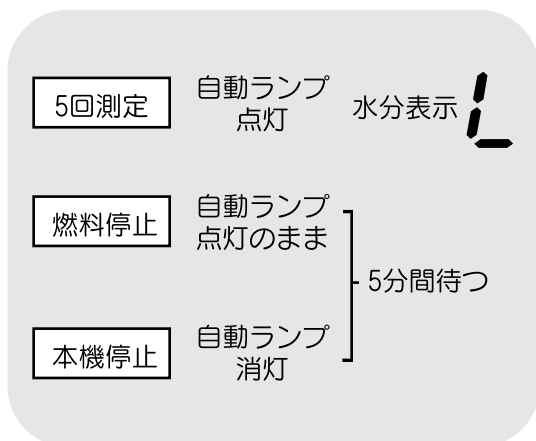 5回測定
自動ランプ
点灯
水分表示 L
燃料停止
自動ランプ
点灯のまま
5分間待つ
本機停止
自動ランプ
消灯